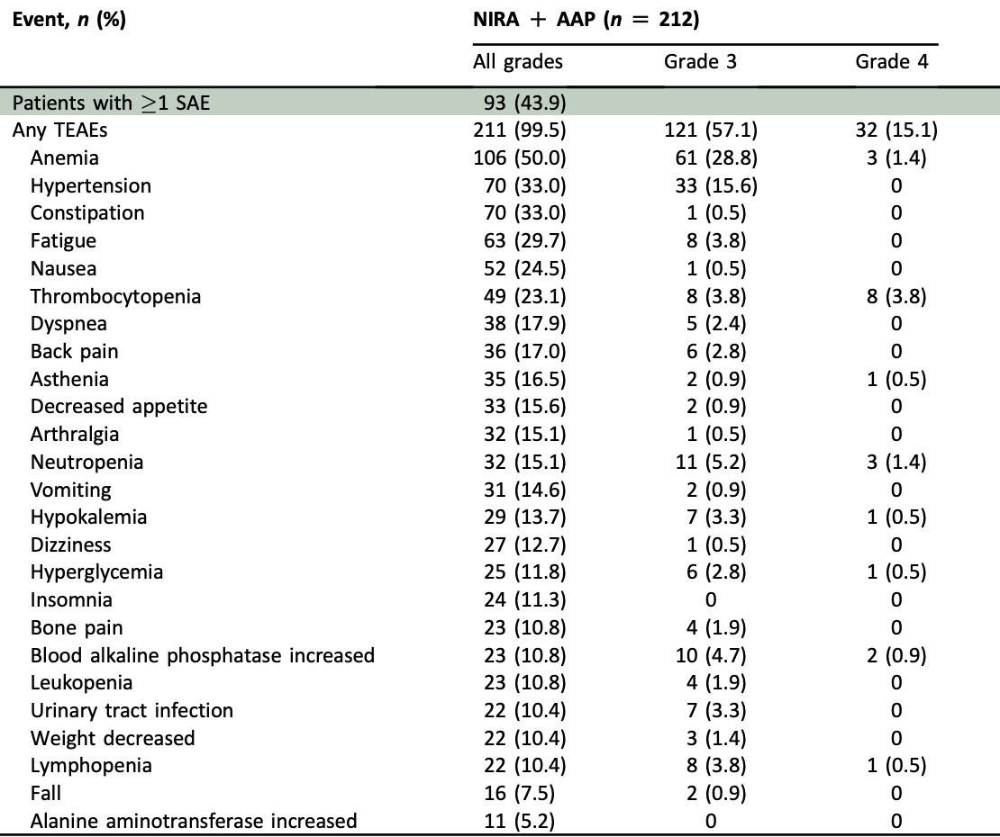 Event, n (%) NIRA + AAP (n = 212)
All grades Grade 3 Grade 4
Patients with ≥1 SAE 93 (43.9)
Any TEAEs 211 (99.5) 121 (57.1) 32 (15.1)
Anemia 106 (50.0) 61 (28.8) 3 (1.4)
Hypertension 70 (33.0) 33 (15.6) 0
Constipation 70 (33.0) 1 (0.5) 0
Fatigue 63 (29.7) 8 (3.8) 0
Nausea 52 (24.5) 1 (0.5) 0
Thrombocytopenia 49 (23.1) 8 (3.8) 8 (3.8)
Dyspnea 38 (17.9) 5 (2.4) 0
Back pain 36 (17.0) 6 (2.8) 0
Asthenia 35 (16.5) 2 (0.9) 1 (0.5)
Decreased appetite 33 (15.6) 2 (0.9) 0
Arthralgia 32 (15.1) 1 (0.5) 0
Neutropenia 32 (15.1) 11 (5.2) 3 (1.4)
Vomiting 31 (14.6) 2 (0.9) 0
Hypokalemia 29 (13.7) 7 (3.3) 1 (0.5)
Dizziness 27 (12.7) 1 (0.5) 0
Hyperglycemia 25 (11.8) 6 (2.8) 1 (0.5)
Insomnia 24 (11.3) 0 0
Bone pain 23 (10.8) 4 (1.9) 0
Blood alkaline phosphatase increased 23 (10.8) 10 (4.7) 2 (0.9)
Leukopenia 23 (10.8) 4 (1.9) 0
Urinary tract infection 22 (10.4) 7 (3.3) 0
Weight decreased 22 (10.4) 3 (1.4) 0
Lymphopenia 22 (10.4) 8 (3.8) 1 (0.5)
Fall 16 (7.5) 2 (0.9) 0
Alanine aminotransferase increased 11 (5.2) 0 0